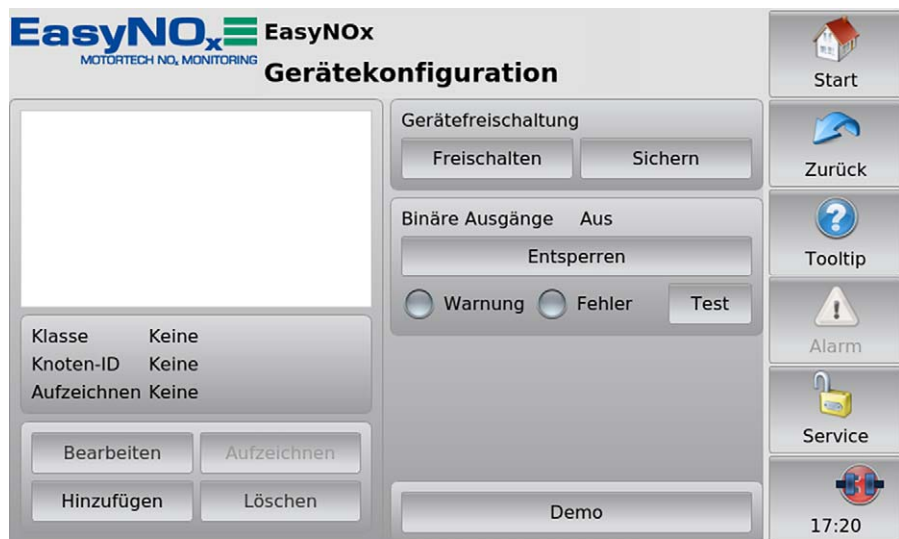 EasyNOx
MOTORTECH NOx MONITORING
EasyNOx
Gerätekonfiguration
Klasse Keine
Knoten-ID Keine
Aufzeichnen Keine
Bearbeiten Aufzeichnen
Hinzufügen Löschen
Gerätefreischaltung
Freischalten Sichern
Binäre Ausgänge Aus
Entsperren
Warnung Fehler Test
Demo
Start
Zurück
Tooltip
Alarm
Service
17:20